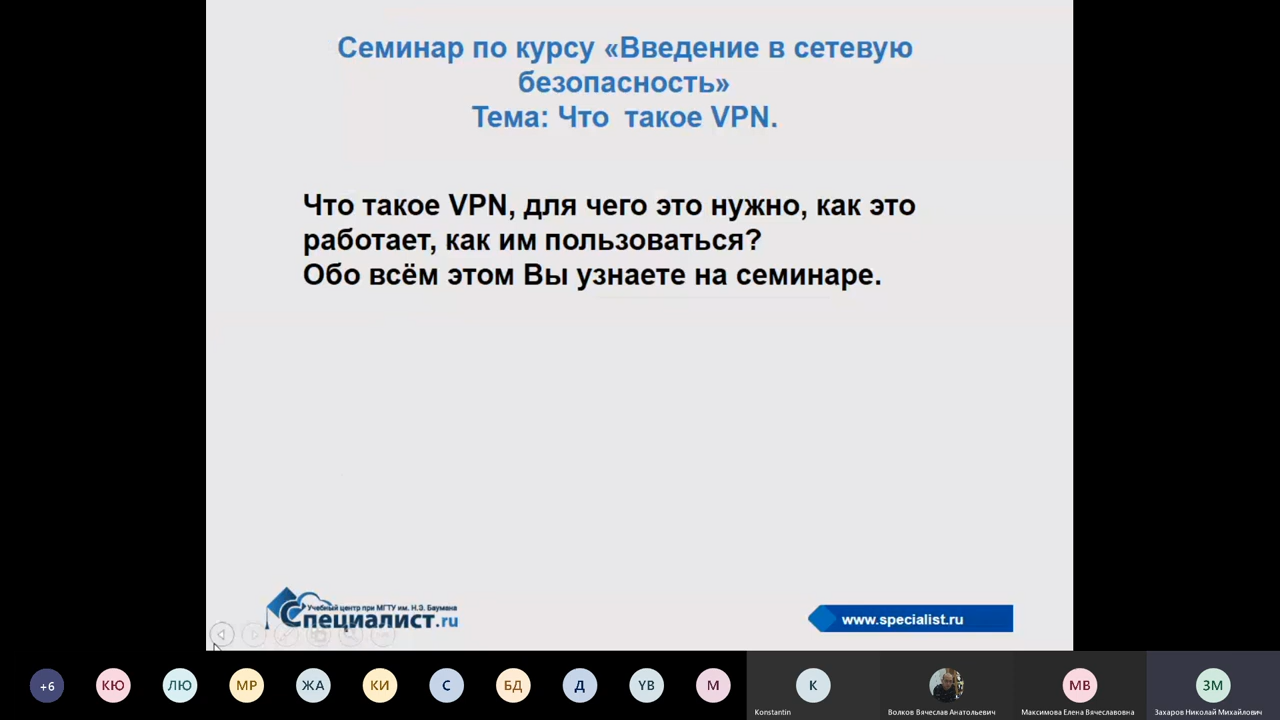 Семинар по курсу «Введение в сетевую
безопасность»
Тема: Что такое VPN.
Что такое VPN, для чего это нужно, как это
работает, как им пользоваться?
Обо всём этом Вы узнаете на семинаре.
Учебный центр при МГТУ им. Н.Э. Баумана
Специалист.ru
www.specialist.ru
+6
КЮ
ЛЮ
МР
ЖА
КИ
С
БД
Д
YB
М
К
МВ
ЗМ
Konstantin
Волков Вячеслав Анатольевич
Максимова Елена Вячеславовна
Захаров Николай Михайлович